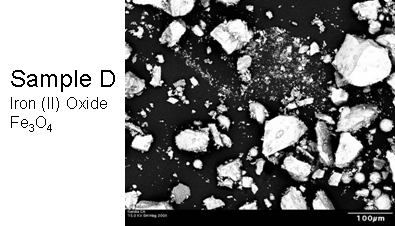 Sample D
Iron (II) Oxide
Fe₃O₄
100µm